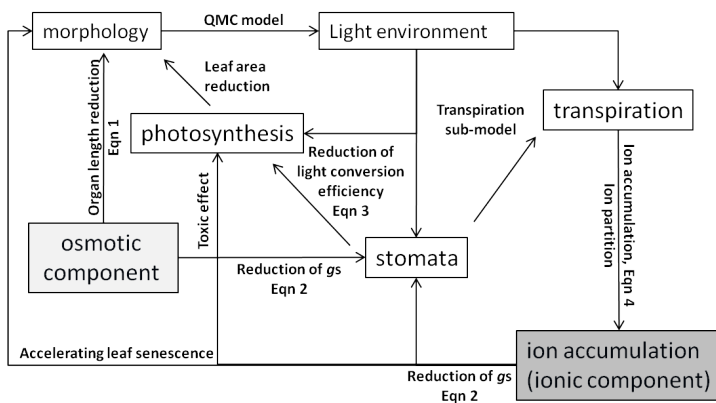 QMC model
morphology
Light environment
Leaf area
reduction
Organ length reduction
Eqn 1
Transpiration
sub-model
transpiration
photosynthesis
Reduction of
light conversion
efficiency
Eqn 3
Toxic effect
Ion accumulation, Eqn 4
Ion partition
osmotic
component
stomata
Reduction of gs
Eqn 2
Accelerating leaf senescence
ion accumulation
(ionic component)
Reduction of gs
Eqn 2